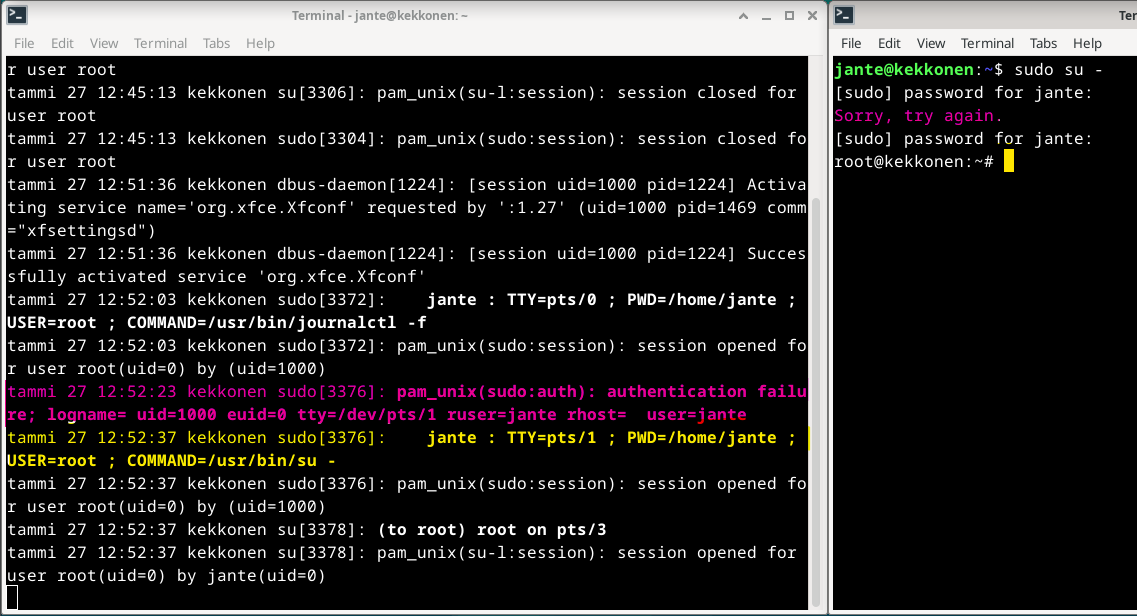 Terminal - jante@kekkonen: ~
File Edit View Terminal Tabs Help
r user root
tammi 27 12:45:13 kekkonen su[3306]: pam_unix(su-l:session): session closed for
user root
tammi 27 12:45:13 kekkonen sudo[3304]: pam_unix(sudo:session): session closed fo
r user root
tammi 27 12:51:36 kekkonen dbus-daemon[1224]: [session uid=1000 pid=1224] Activa
ting service name='org.xfce.Xfconf' requested by ':1.27' (uid=1000 pid=1469 comm
="xfsettingsd")
tammi 27 12:51:36 kekkonen dbus-daemon[1224]: [session uid=1000 pid=1224] Succes
sfully activated service 'org.xfce.Xfconf'
tammi 27 12:52:03 kekkonen sudo[3372]:    jante : TTY=pts/0 ; PWD=/home/jante ;
USER=root ; COMMAND=/usr/bin/journalctl -f
tammi 27 12:52:03 kekkonen sudo[3372]: pam_unix(sudo:session): session opened fo
r user root(uid=0) by (uid=1000)
tammi 27 12:52:23 kekkonen sudo[3376]: pam_unix(sudo:auth): authentication failu
re; logname= uid=1000 euid=0 tty=/dev/pts/1 ruser=jante rhost=  user=jante
tammi 27 12:52:37 kekkonen sudo[3376]:    jante : TTY=pts/1 ; PWD=/home/jante ;
USER=root ; COMMAND=/usr/bin/su -
tammi 27 12:52:37 kekkonen sudo[3376]: pam_unix(sudo:session): session opened fo
r user root(uid=0) by (uid=1000)
tammi 27 12:52:37 kekkonen su[3378]: (to root) root on pts/3
tammi 27 12:52:37 kekkonen su[3378]: pam_unix(su-l:session): session opened for
user root(uid=0) by jante(uid=0)
Ter
File Edit View Terminal Tabs Help
jante@kekkonen:~$ sudo su -
[sudo] password for jante:
Sorry, try again.
[sudo] password for jante:
root@kekkonen:~#